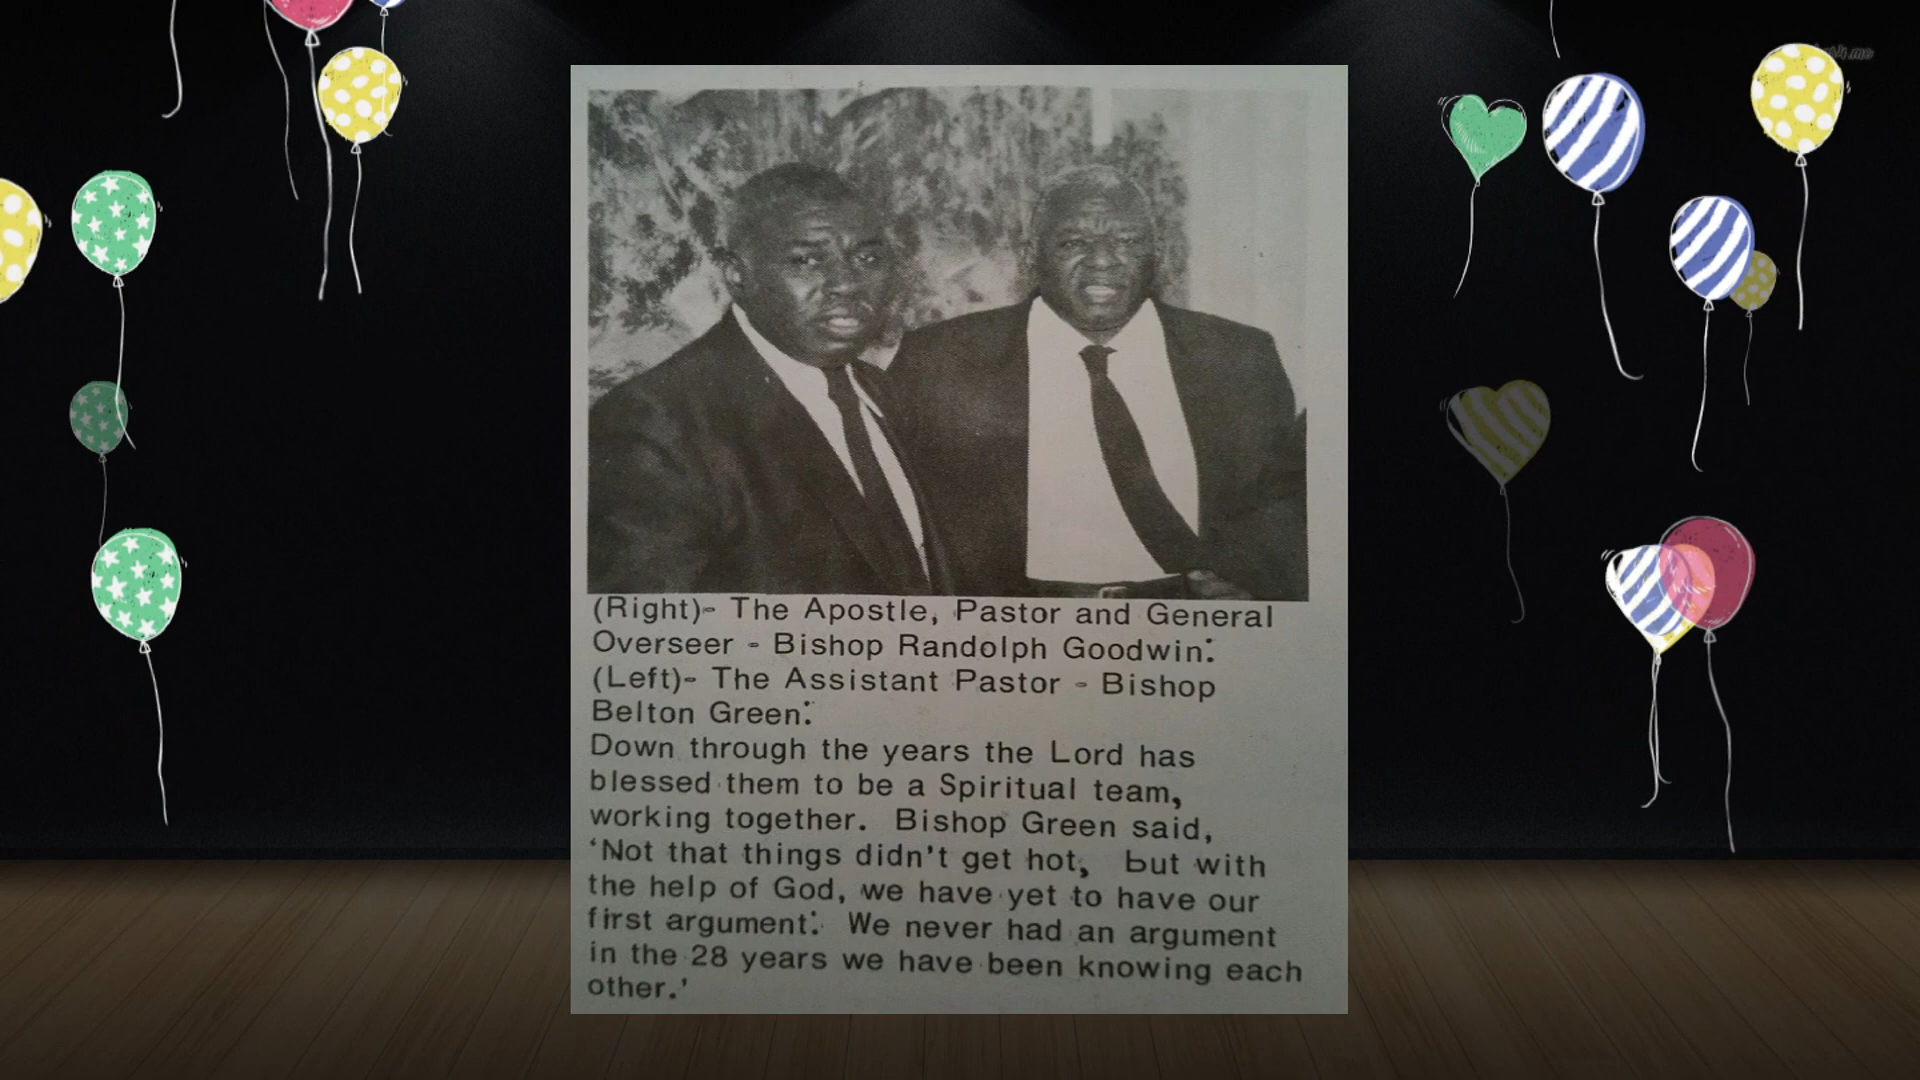 (Right)- The Apostle, Pastor and General
Overseer - Bishop Randolph Goodwin.
(Left)- The Assistant Pastor - Bishop
Belton Green.
Down through the years the Lord has
blessed them to be a Spiritual team,
working together. Bishop Green said,
‘Not that things didn't get hot, but with
the help of God, we have yet to have our
first argument. We never had an argument
in the 28 years we have been knowing each
other.’